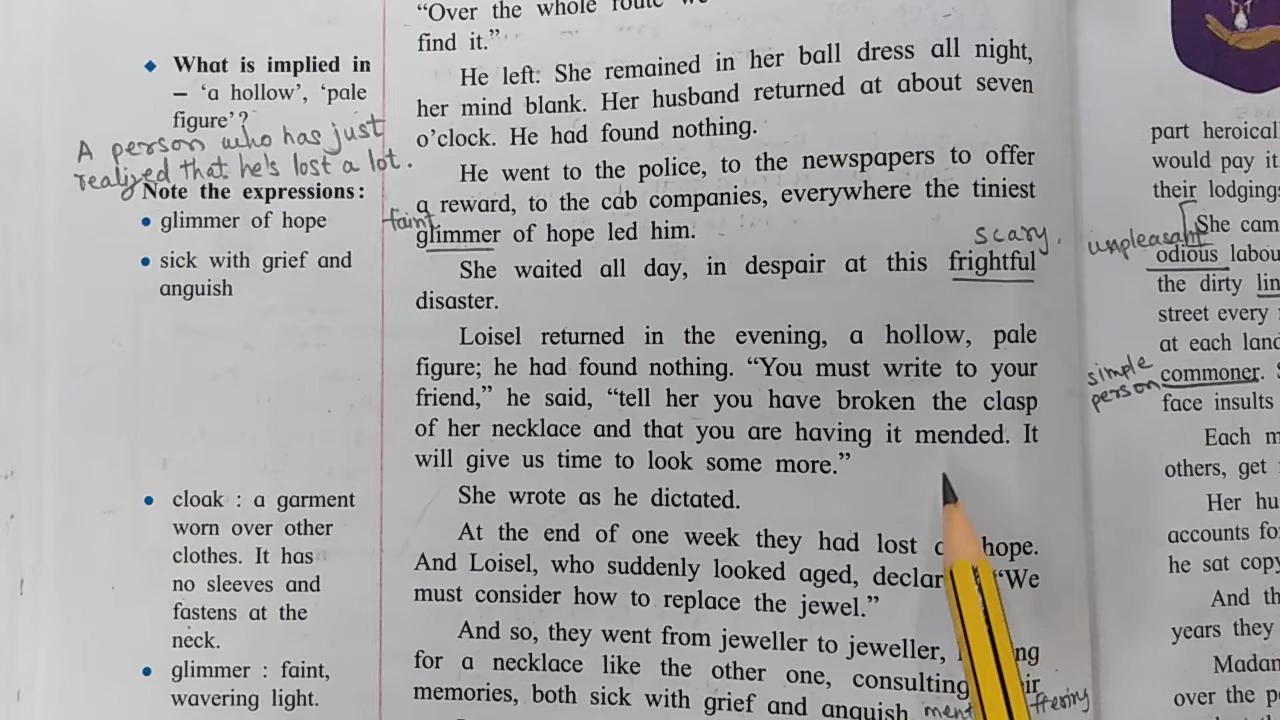 ◆ What is implied in
– ‘a hollow’, ‘pale
figure’?
A person who has just
realized that he's lost a lot.
Note the expressions:
• glimmer of hope
• sick with grief and
anguish
• cloak : a garment
worn over other
clothes. It has
no sleeves and
fastens at the
neck.
• glimmer : faint,
wavering light.
“Over the whole route
find it.”
He left: She remained in her ball dress all night,
her mind blank. Her husband returned at about seven
o’clock. He had found nothing.
He went to the police, to the newspapers to offer
a reward, to the cab companies, everywhere the tiniest
faint
glimmer of hope led him.
scary.
She waited all day, in despair at this frightful
disaster.
Loisel returned in the evening, a hollow, pale
figure; he had found nothing. “You must write to your
friend,” he said, “tell her you have broken the clasp
of her necklace and that you are having it mended. It
will give us time to look some more.”
She wrote as he dictated.
At the end of one week they had lost hope.
And Loisel, who suddenly looked aged, “We
must consider how to replace the jewel.”
And so, they went from jeweller to jeweller,
for a necklace like the other one, consulting
memories, both sick with grief and anguish
part heroical
would pay it
their lodgings
She
unpleasant
odious
the dirty
street every
at each
simple
person
commoner.
face insults
Each
others, get
Her
accounts
he sat
And
years they
over the